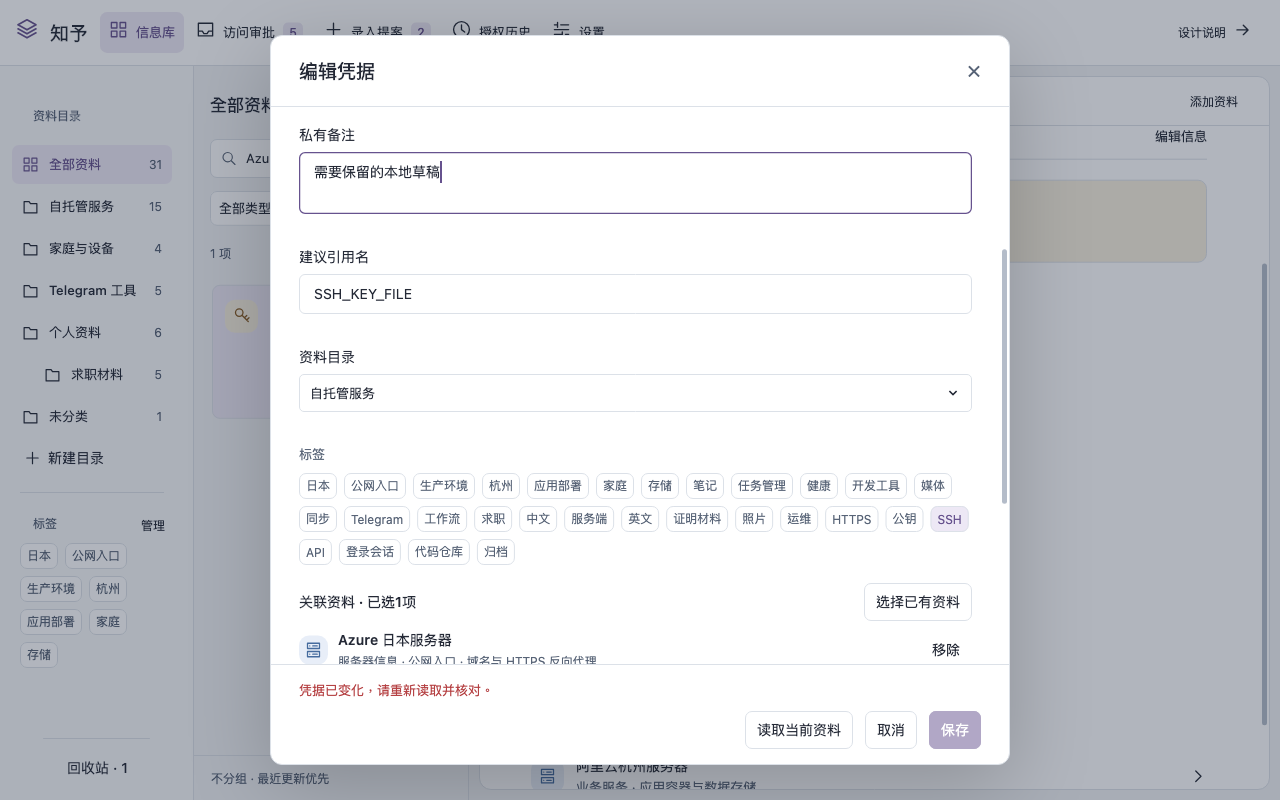 知予
信息库
访问审批 5
录入提案 2
授权历史
设置
设计说明
资料目录
全部资料 31
自托管服务 15
家庭与设备 4
Telegram 工具 5
个人资料 6
求职材料 5
未分类 1
新建目录
标签 管理
日本 公网入口
生产环境 杭州
应用部署 家庭
存储
回收站 · 1
全部资料
Azu
全部类型
1 项
不分组 · 最近更新优先
添加资料
编辑信息
编辑凭据
私有备注
需要保留的本地草稿
建议引用名
SSH_KEY_FILE
资料目录
自托管服务
标签
日本 公网入口 生产环境 杭州 应用部署 家庭 存储 笔记 任务管理 健康 开发工具 媒体
同步 Telegram 工作流 求职 中文 服务端 英文 证明材料 照片 运维 HTTPS 公钥 SSH
API 登录会话 代码仓库 归档
关联资料 · 已选1项 选择已有资料
Azure 日本服务器
服务器信息 · 公网入口 · 域名与 HTTPS 反向代理
移除
凭据已变化，请重新读取并核对。
读取当前资料 取消 保存
阿里云杭州服务器
业务服务 · 应用容器与数据存储